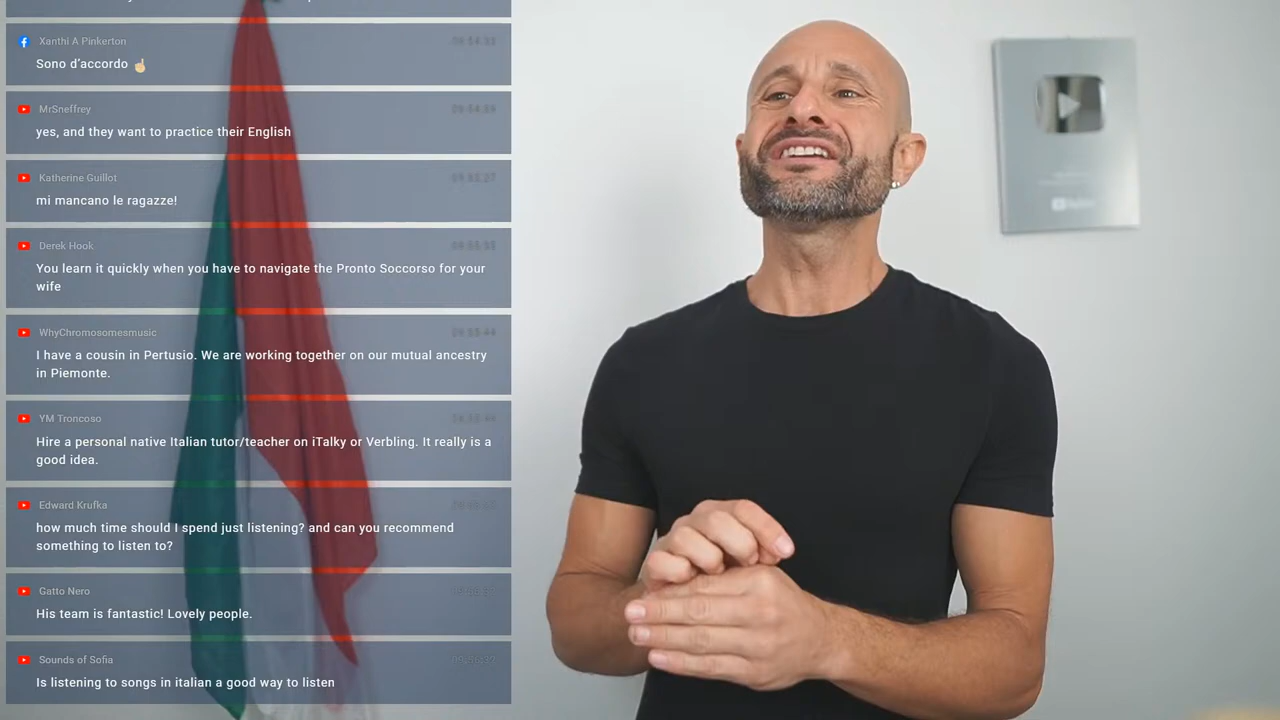 Xanthi A Pinkerton
Sono d'accordo ☝🏼
MrSneffrey
yes, and they want to practice their English
Katherine Guillot
mi mancano le ragazze!
Derek Hook
You learn it quickly when you have to navigate the Pronto Soccorso for your
wife
WhyChromosomesmusic
I have a cousin in Pertusio. We are working together on our mutual ancestry
in Piemonte.
YM Troncoso
Hire a personal native Italian tutor/teacher on iTalky or Verbling. It really is a
good idea.
Edward Krufka
how much time should I spend just listening? and can you recommend
something to listen to?
Gatto Nero
His team is fantastic! Lovely people.
Sounds of Sofia
Is listening to songs in italian a good way to listen